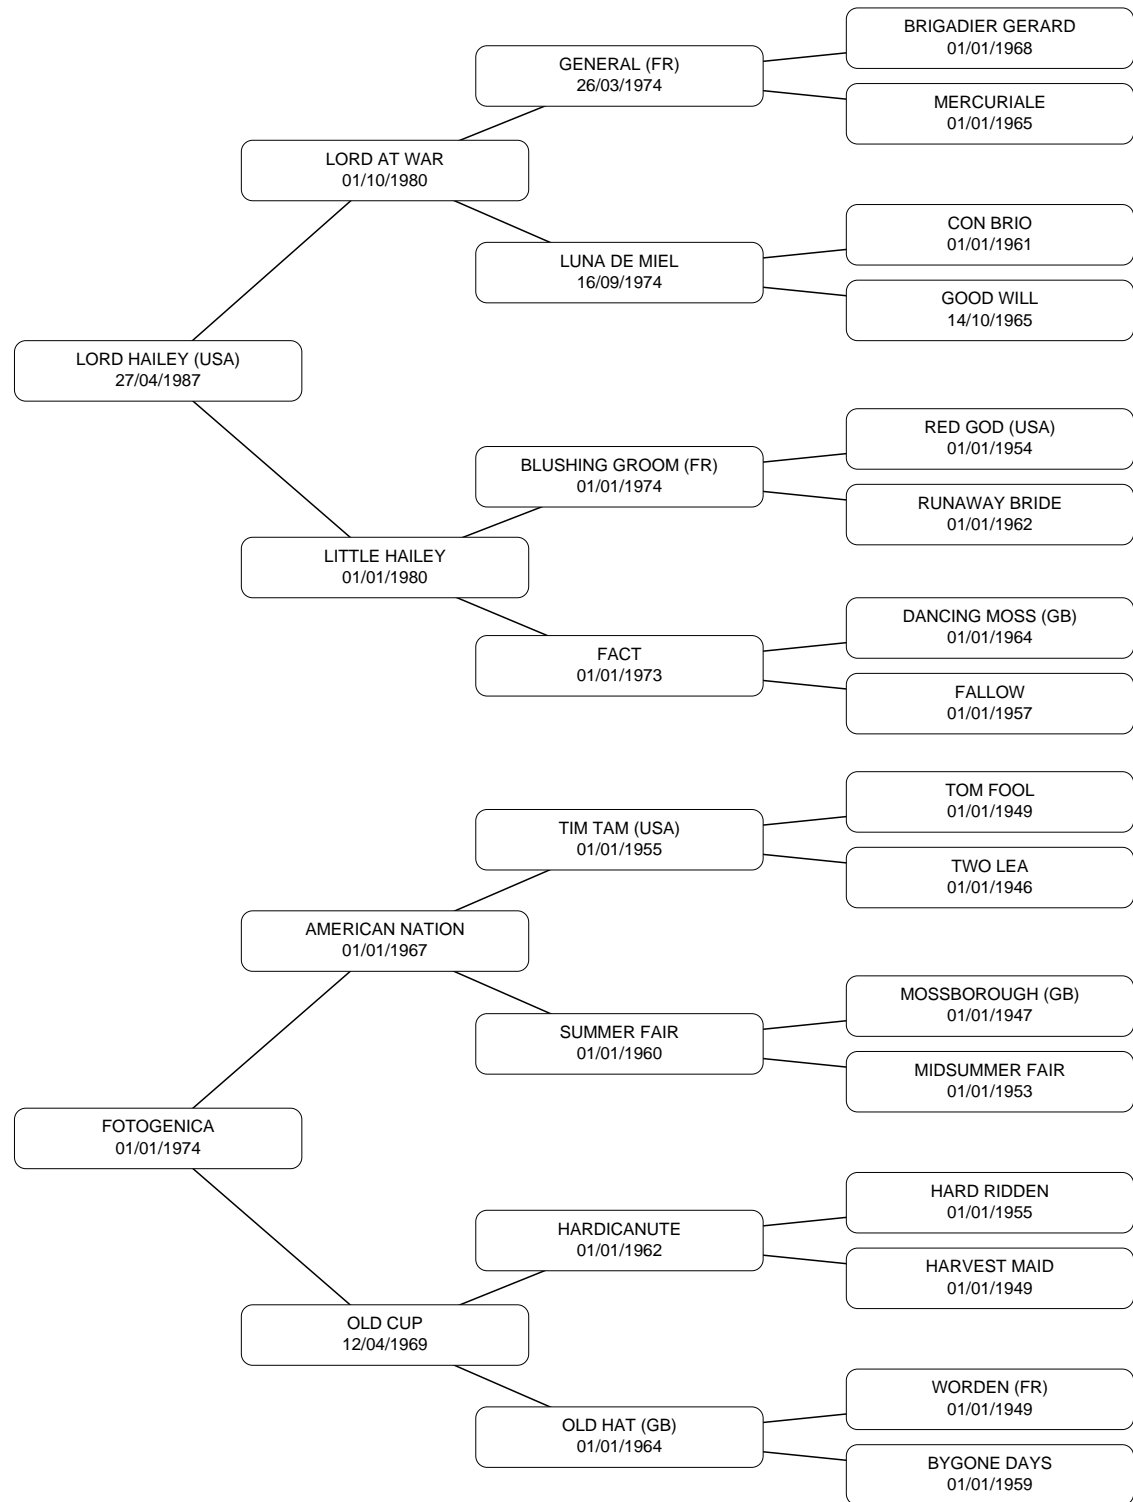 BRIGADIER GERARD
01/01/1968
GENERAL (FR)
26/03/1974
MERCURIALE
01/01/1965
LORD AT WAR
01/10/1980
CON BRIO
01/01/1961
LUNA DE MIEL
16/09/1974
GOOD WILL
14/10/1965
LORD HAILEY (USA)
27/04/1987
RED GOD (USA)
01/01/1954
BLUSHING GROOM (FR)
01/01/1974
RUNAWAY BRIDE
01/01/1962
LITTLE HAILEY
01/01/1980
DANCING MOSS (GB)
01/01/1964
FACT
01/01/1973
FALLOW
01/01/1957
TOM FOOL
01/01/1949
TIM TAM (USA)
01/01/1955
TWO LEA
01/01/1946
AMERICAN NATION
01/01/1967
MOSSBOROUGH (GB)
01/01/1947
SUMMER FAIR
01/01/1960
MIDSUMMER FAIR
01/01/1953
FOTOGENICA
01/01/1974
HARD RIDDEN
01/01/1955
HARDICANUTE
01/01/1962
HARVEST MAID
01/01/1949
OLD CUP
12/04/1969
WORDEN (FR)
01/01/1949
OLD HAT (GB)
01/01/1964
BYGONE DAYS
01/01/1959